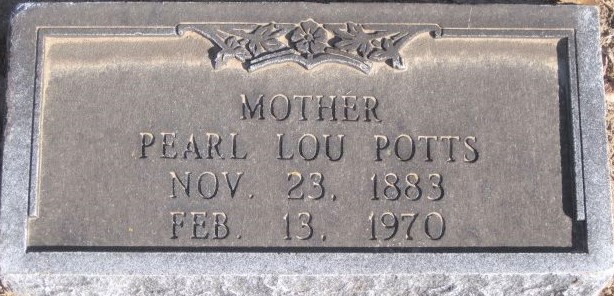 MOTHER
PEARL LOU POTTS
NOV. 23, 1883
FEB. 13, 1970